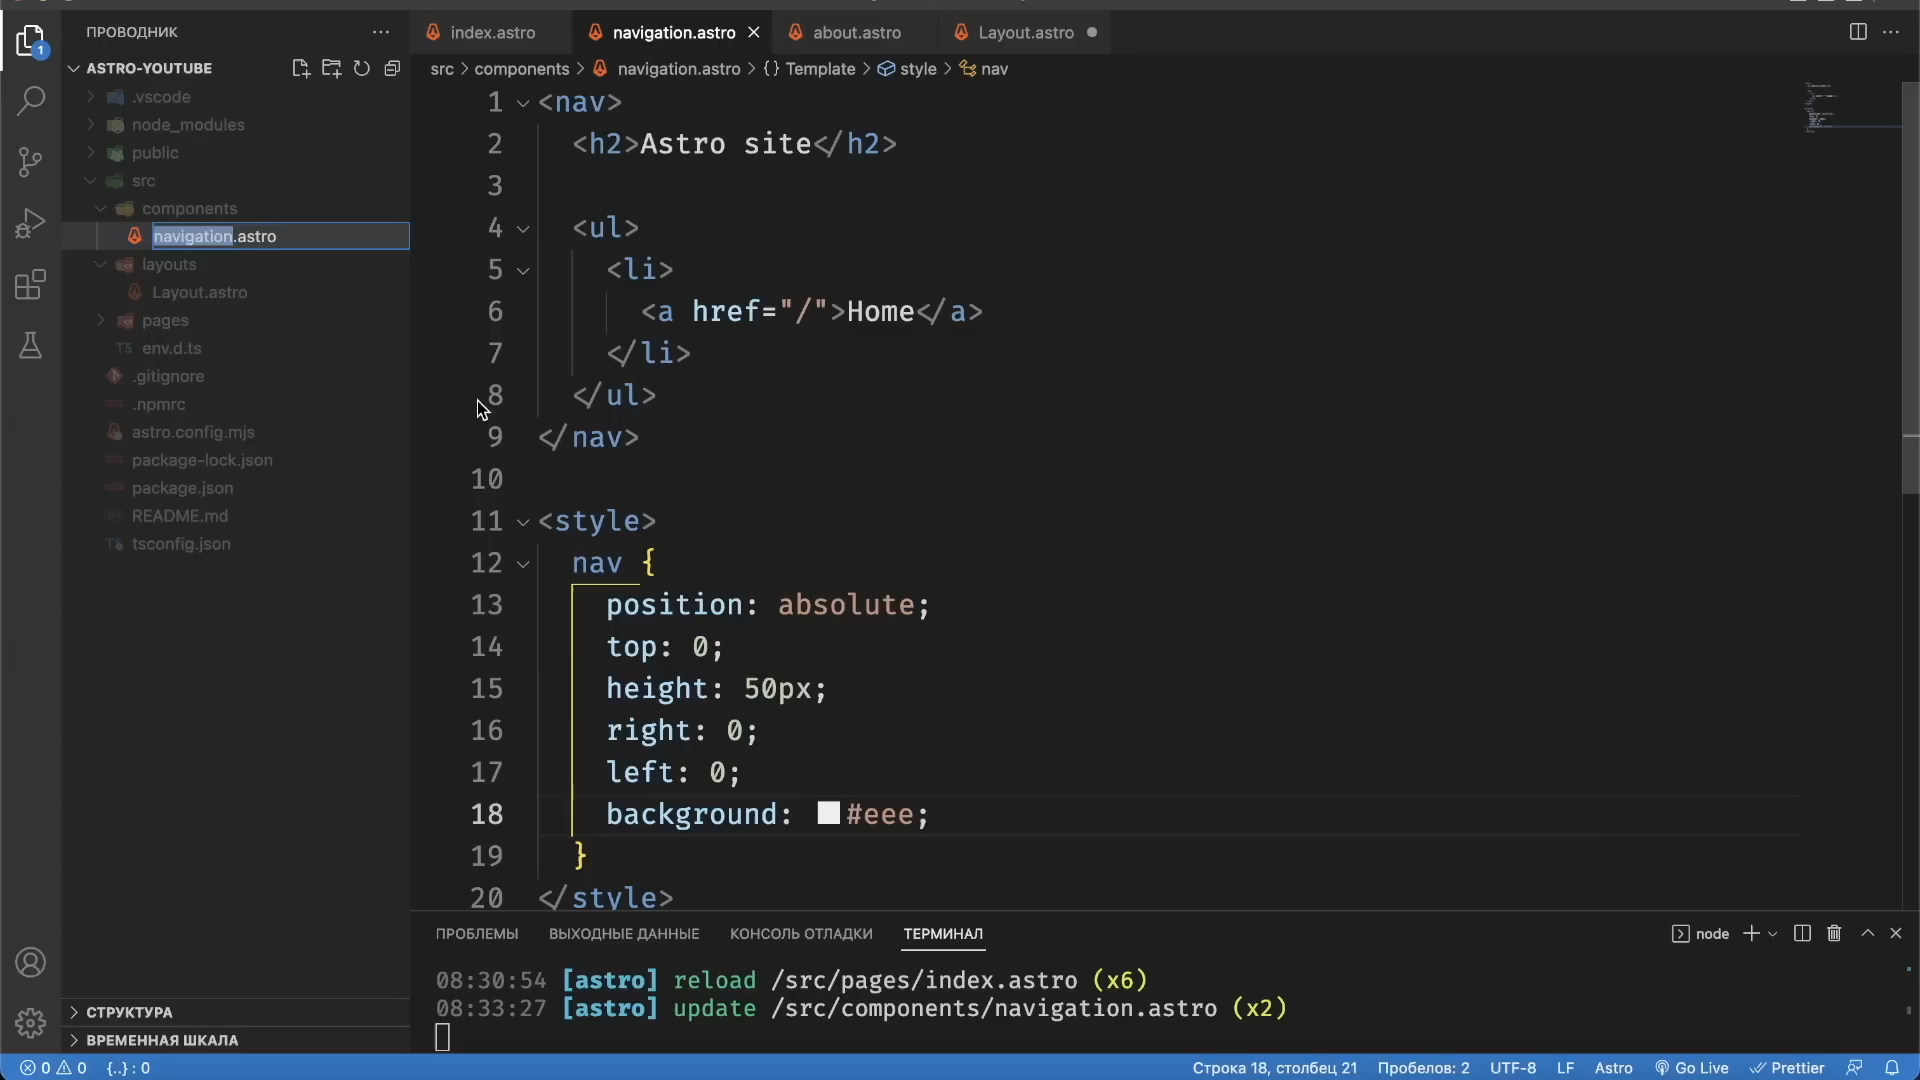 ПРОВОДНИК
index.astro
navigation.astro
about.astro
Layout.astro
ASTRO-YOUTUBE
src > components > navigation.astro > {} Template > style > nav
.vscode
node_modules
public
src
components
navigation.astro
layouts
Layout.astro
pages
TS env.d.ts
.gitignore
.npmrc
astro.config.mjs
package-lock.json
package.json
README.md
tsconfig.json
СТРУКТУРА
ВРЕМЕННАЯ ШКАЛА
1
1 <nav>
2 <h2>Astro site</h2>
3
4 <ul>
5 <li>
6 <a href="/">Home</a>
7 </li>
8 </ul>
9 </nav>
10
11 <style>
12 nav {
13 position: absolute;
14 top: 0;
15 height: 50px;
16 right: 0;
17 left: 0;
18 background: #eee;
19 }
20 </style>
ПРОБЛЕМЫ ВЫХОДНЫЕ ДАННЫЕ КОНСОЛЬ ОТЛАДКИ ТЕРМИНАЛ
node
08:30:54 [astro] reload /src/pages/index.astro (x6)
08:33:27 [astro] update /src/components/navigation.astro (x2)
0 0 {..} : 0 Строка 18, столбец 21 Пробелов: 2 UTF-8 LF Astro Go Live Prettier